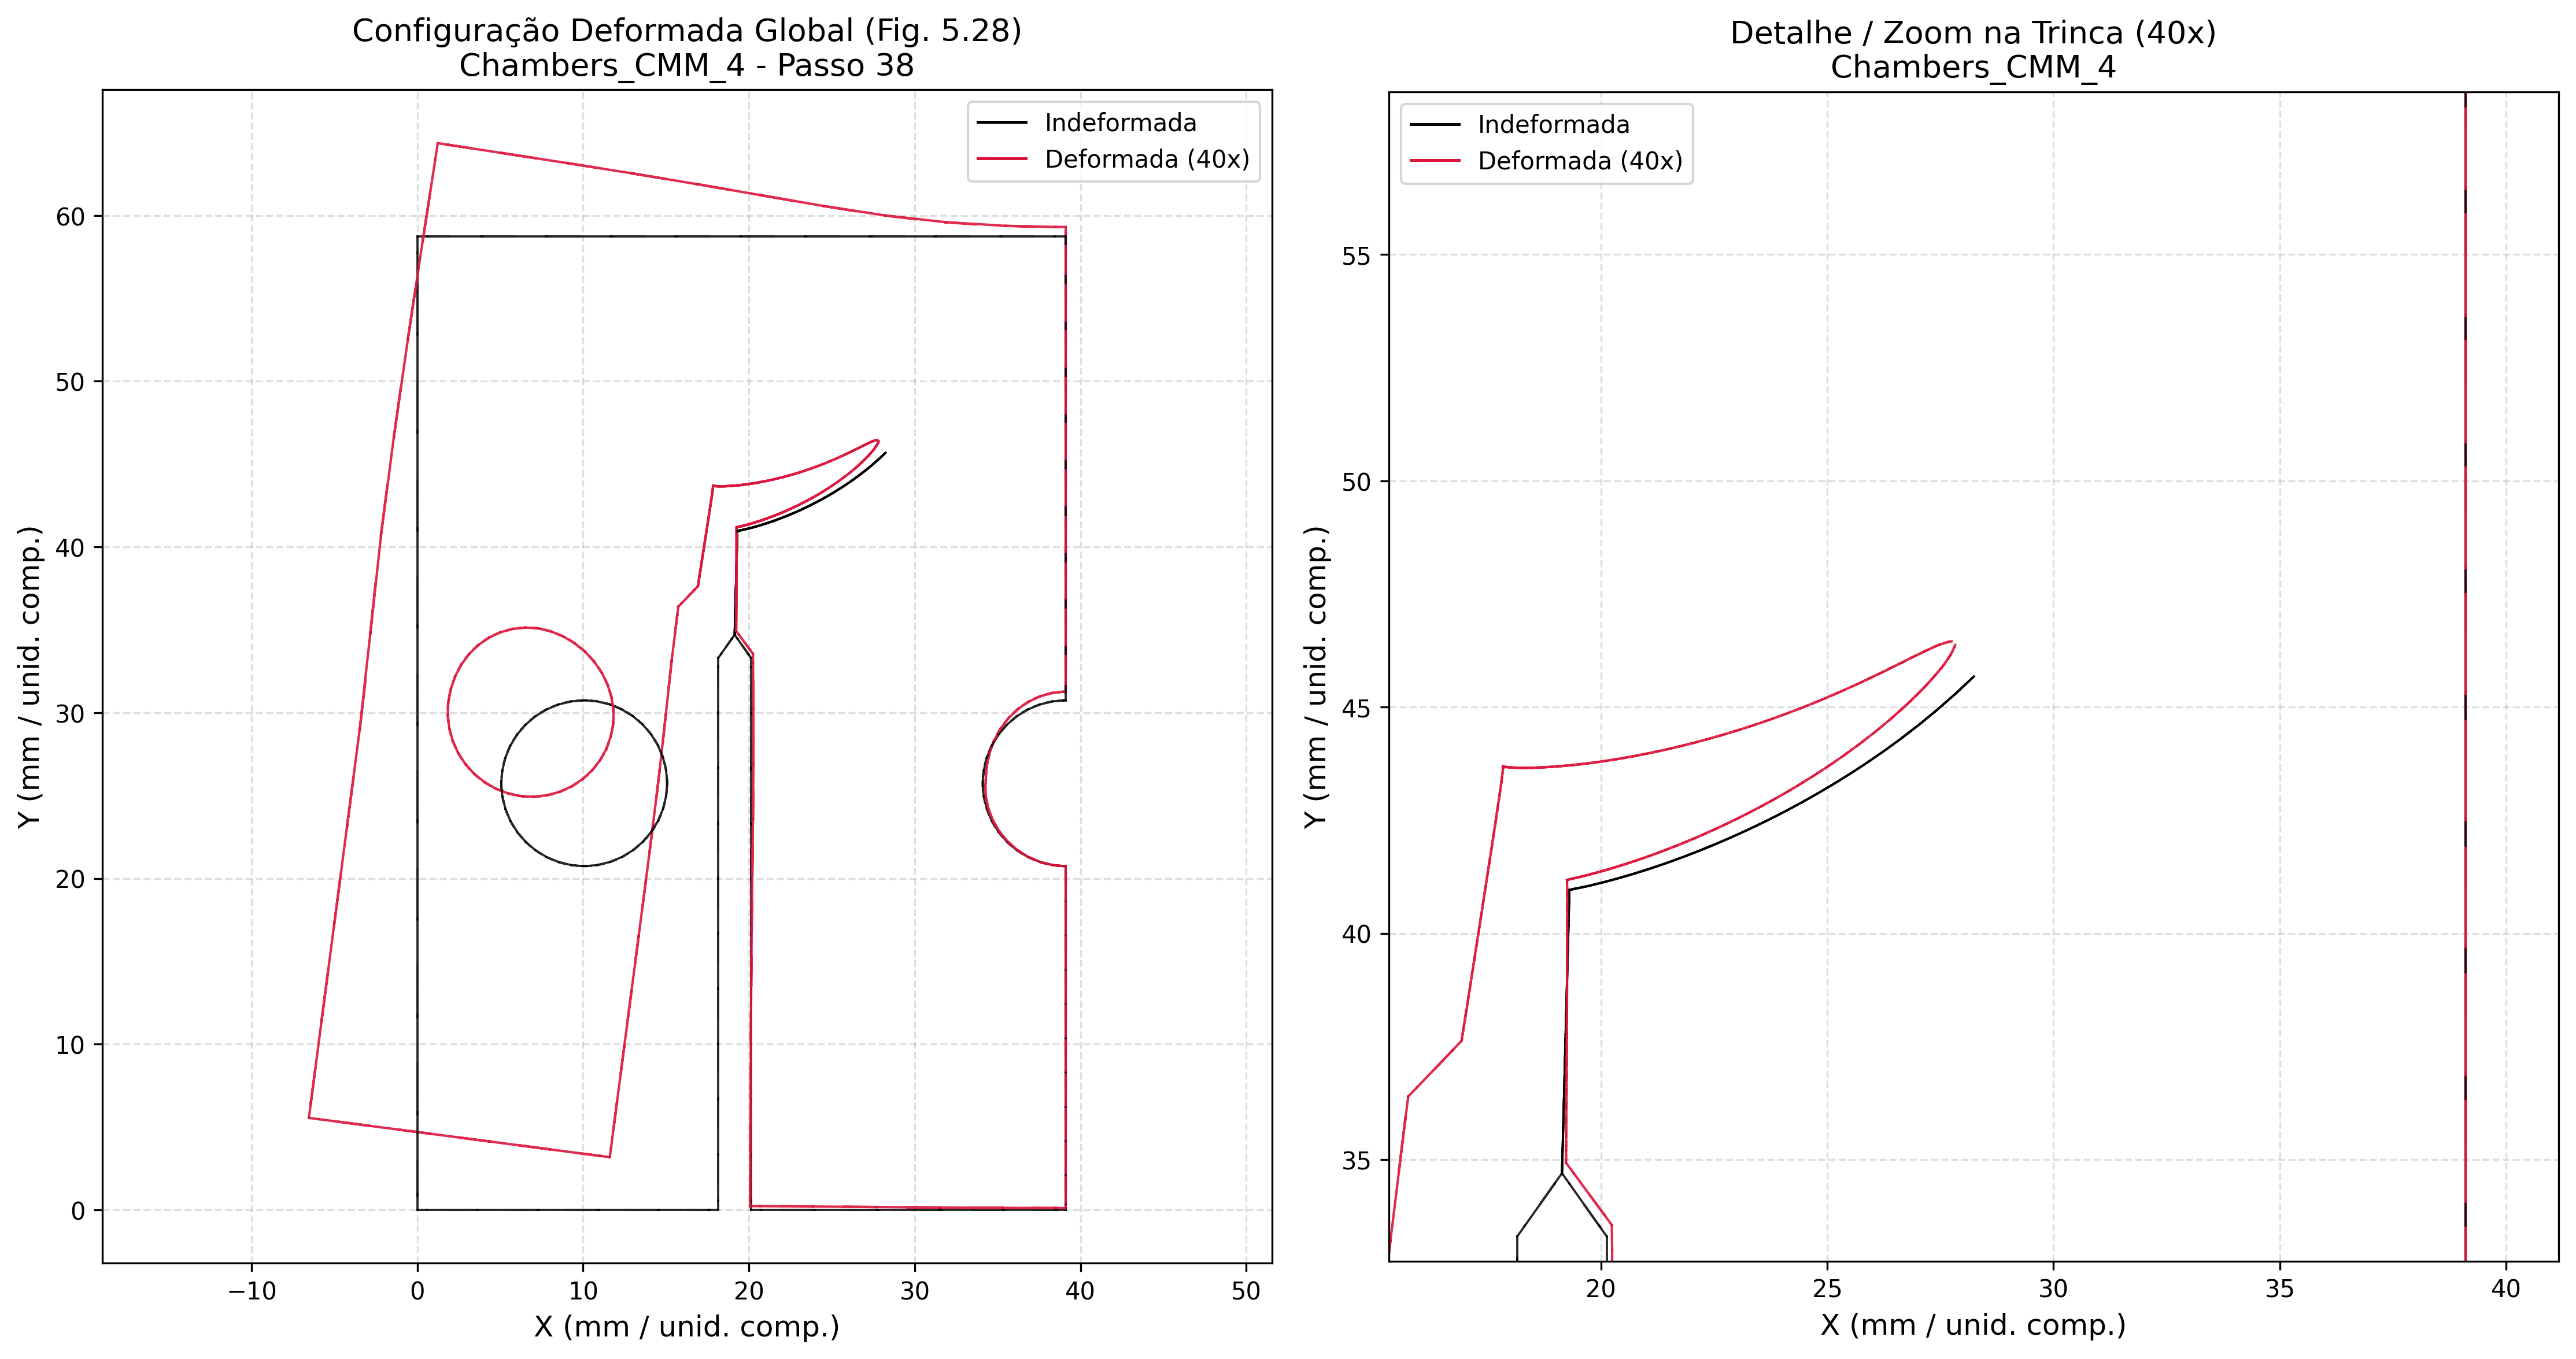 Configuração Deformada Global (Fig. 5.28)
Chambers_CMM_4 - Passo 38
Indeformada
Deformada (40x)
60
50
40
30
20
10
0
Y (mm / unid. comp.)
−10
0
10
20
30
40
50
X (mm / unid. comp.)
Detalhe / Zoom na Trinca (40x)
Chambers_CMM_4
Indeformada
Deformada (40x)
55
50
45
40
35
Y (mm / unid. comp.)
20
25
30
35
40
X (mm / unid. comp.)